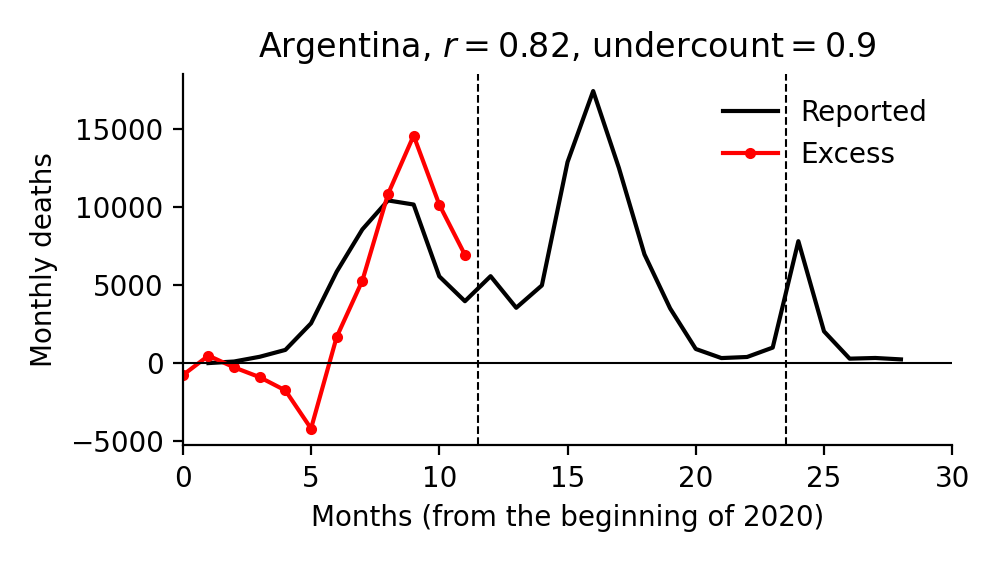 Argentina, r = 0.82, undercount = 0.9
Reported
Excess
Monthly deaths
15000
10000
5000
0
−5000
0 5 10 15 20 25 30
Months (from the beginning of 2020)